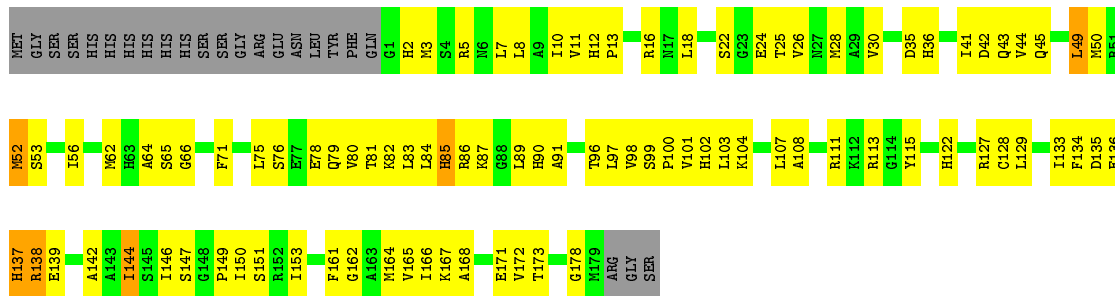 MET GLY SER SER HIS HIS HIS HIS HIS HIS SER SER GLY ARG GLU ASN LEU TYR PHE GLN G1 H2 M3 S4 R5 N6 L7 L8 A9 I10 V11 H12 P13 R16 N17 L18 S22 G23 E24 T25 V26 N27 M28 A29 V30 D35 H36 I41 D42 Q43 V44 Q45 L49 M50 R51
M52 S53 I56 M62 H63 A64 S65 G66 F71 L75 S76 E77 E78 Q79 V80 T81 K82 L83 L84 H85 R86 K87 G88 L89 H90 A91 T96 L97 V98 S99 P100 V101 H102 L103 K104 L107 A108 R111 K112 R113 G114 Y115 H122 R127 C128 L129 I133 F134 D135 E136
H137 R138 E139 A142 A143 I144 S145 I146 S147 G148 P149 I150 S151 R152 I153 F161 G162 A163 M164 V165 I166 K167 A168 E171 V172 T173 G178 M179 ARG GLY SER